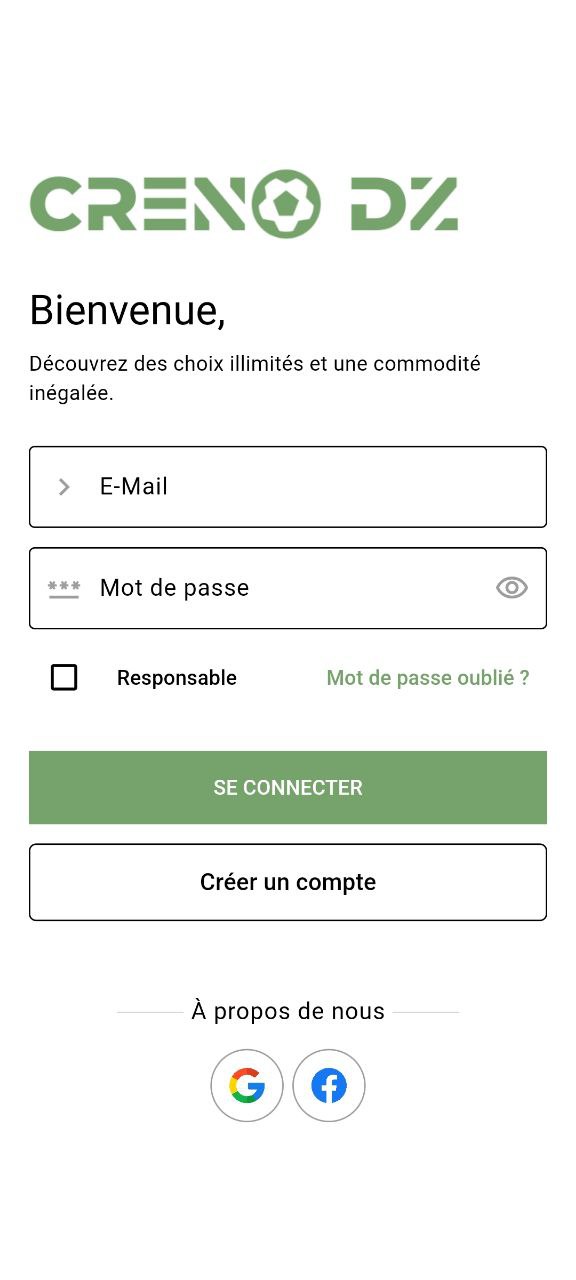 CRENO DZ
Bienvenue,
Découvrez des choix illimités et une commodité
inégalée.
E-Mail
*** Mot de passe
Responsable
Mot de passe oublié ?
SE CONNECTER
Créer un compte
À propos de nous